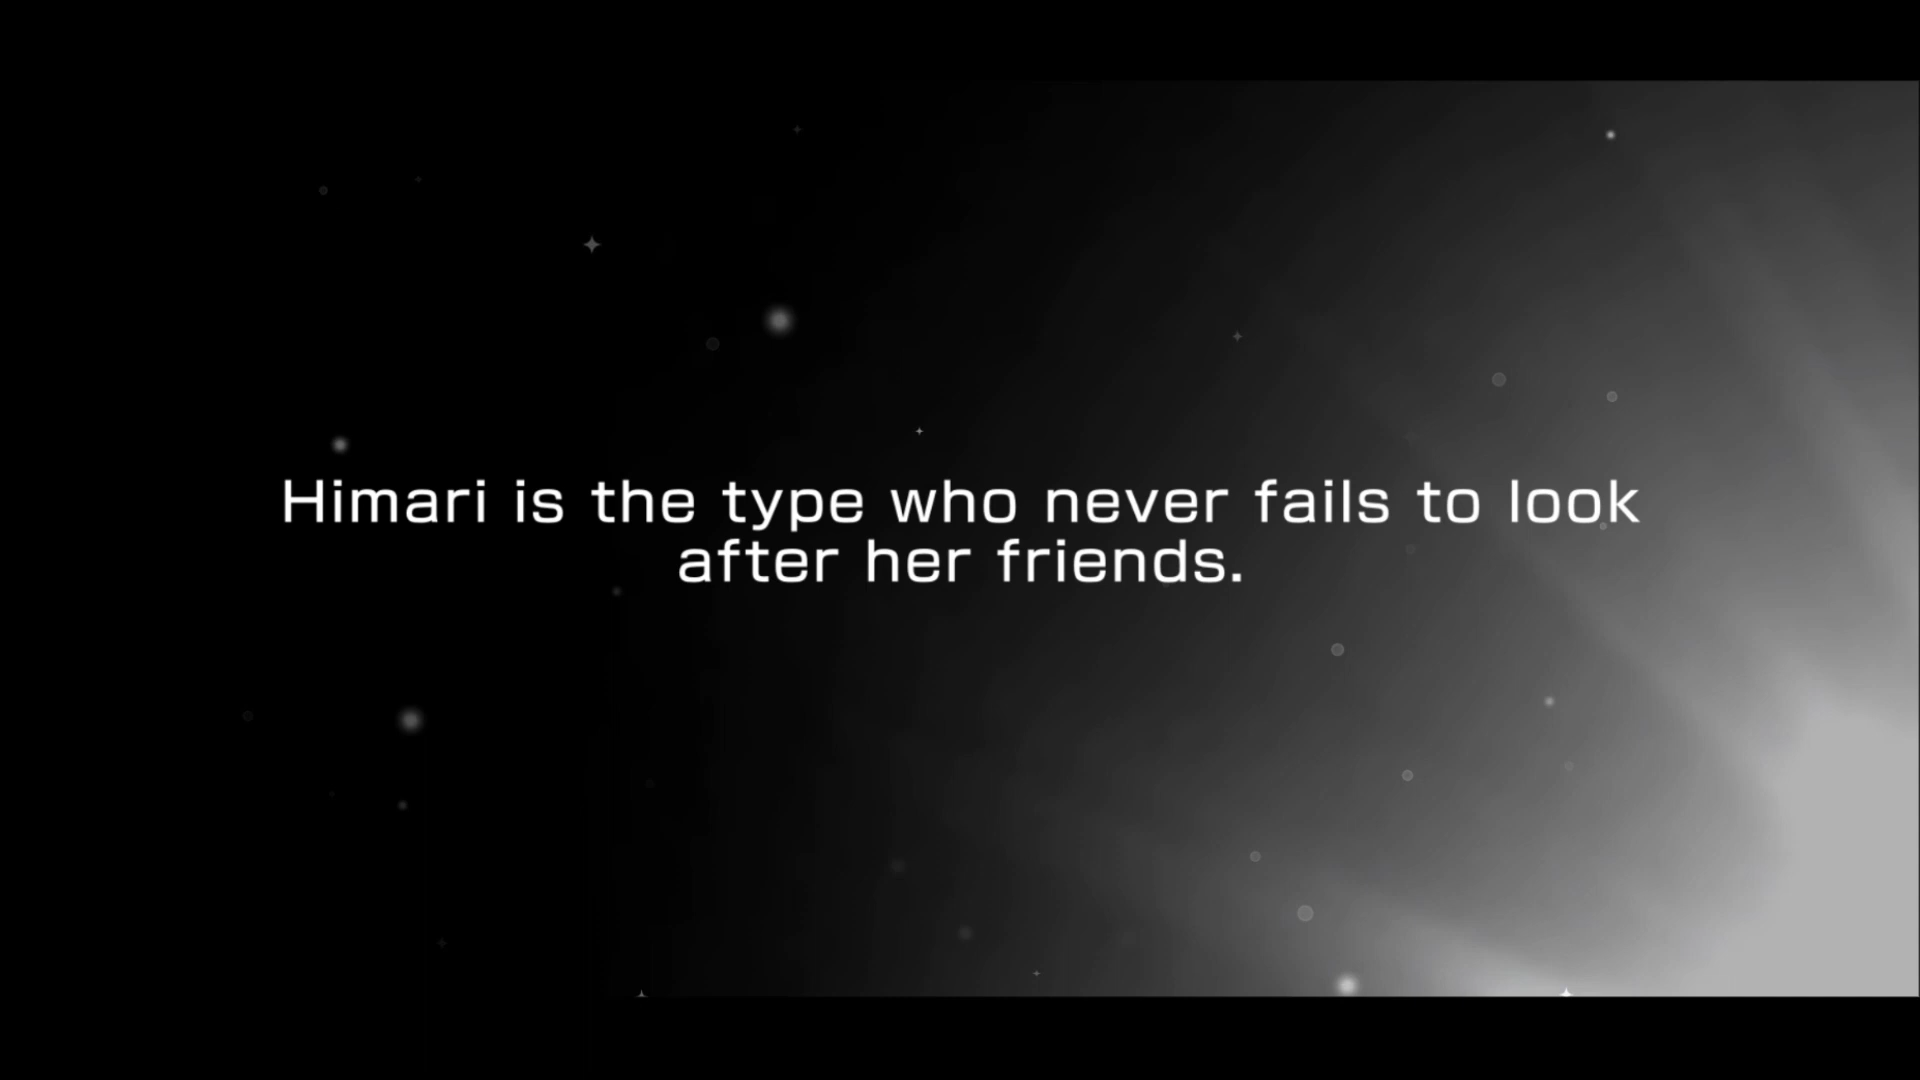 Himari is the type who never fails to look
after her friends.